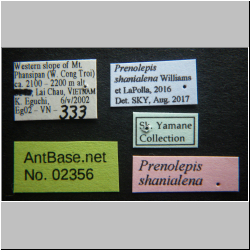 Western slope of Mt.
Phansipan (W. Cong Troi)
ca. 2100 - 2200 m alt.
Lai Chau, VIETNAM
K. Eguchi, 6/v/2002
Eg02 - VN - 333
Prenolepis
shanialena Williams
et LaPolla, 2016
Det. SKY, Aug. 2017
Sk. Yamane
Collection
AntBase.net
No. 02356
Prenolepis
shanialena